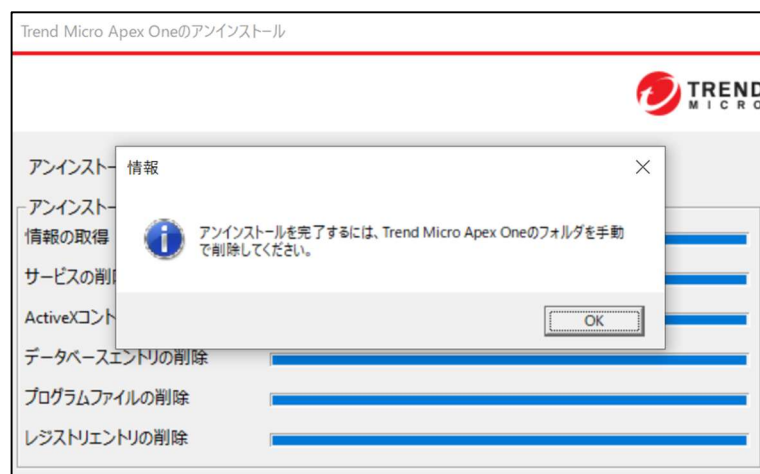 Trend Micro Apex Oneのアンインストール
TREND
MICRO
アンインストー
情報
アンインストー
アンインストールを完了するには、Trend Micro Apex Oneのフォルダを手動
で削除してください。
OK
情報の取得
サービスの削
ActiveXコント
データベースエントリの削除
プログラムファイルの削除
レジストリエントリの削除